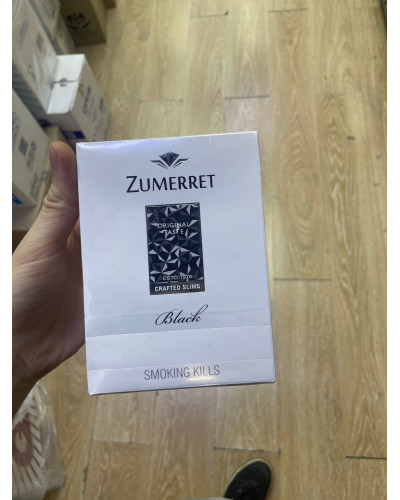 ZUMERRET
ORIGINAL
TASTE
CRAFTED SLIMS
Black
SMOKING KILLS